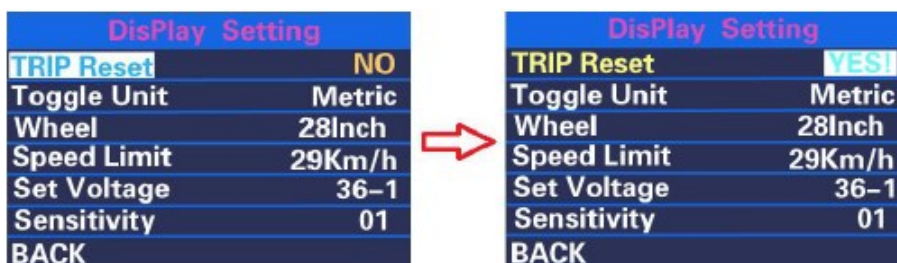 DisPlay Setting
TRIP Reset NO
Toggle Unit Metric
Wheel 28Inch
Speed Limit 29Km/h
Set Voltage 36-1
Sensitivity 01
BACK
DisPlay Setting
TRIP Reset YES!
Toggle Unit Metric
Wheel 28Inch
Speed Limit 29Km/h
Set Voltage 36-1
Sensitivity 01
BACK